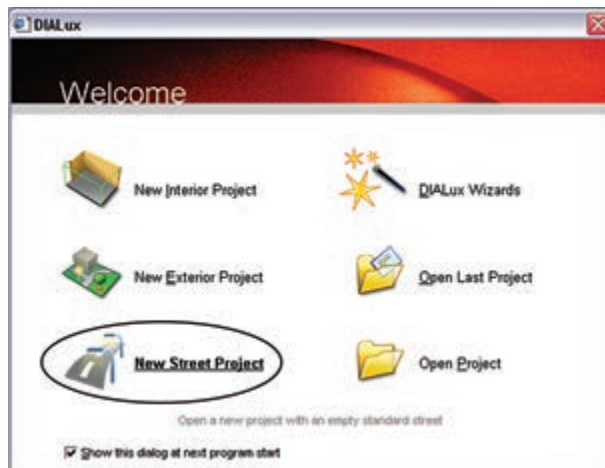 DIALux
Welcome
New Interior Project
DIALux Wizards
New Exterior Project
Open Last Project
New Street Project
Open Project
Open a new project with an empty standard street
Show this dialog at next program start